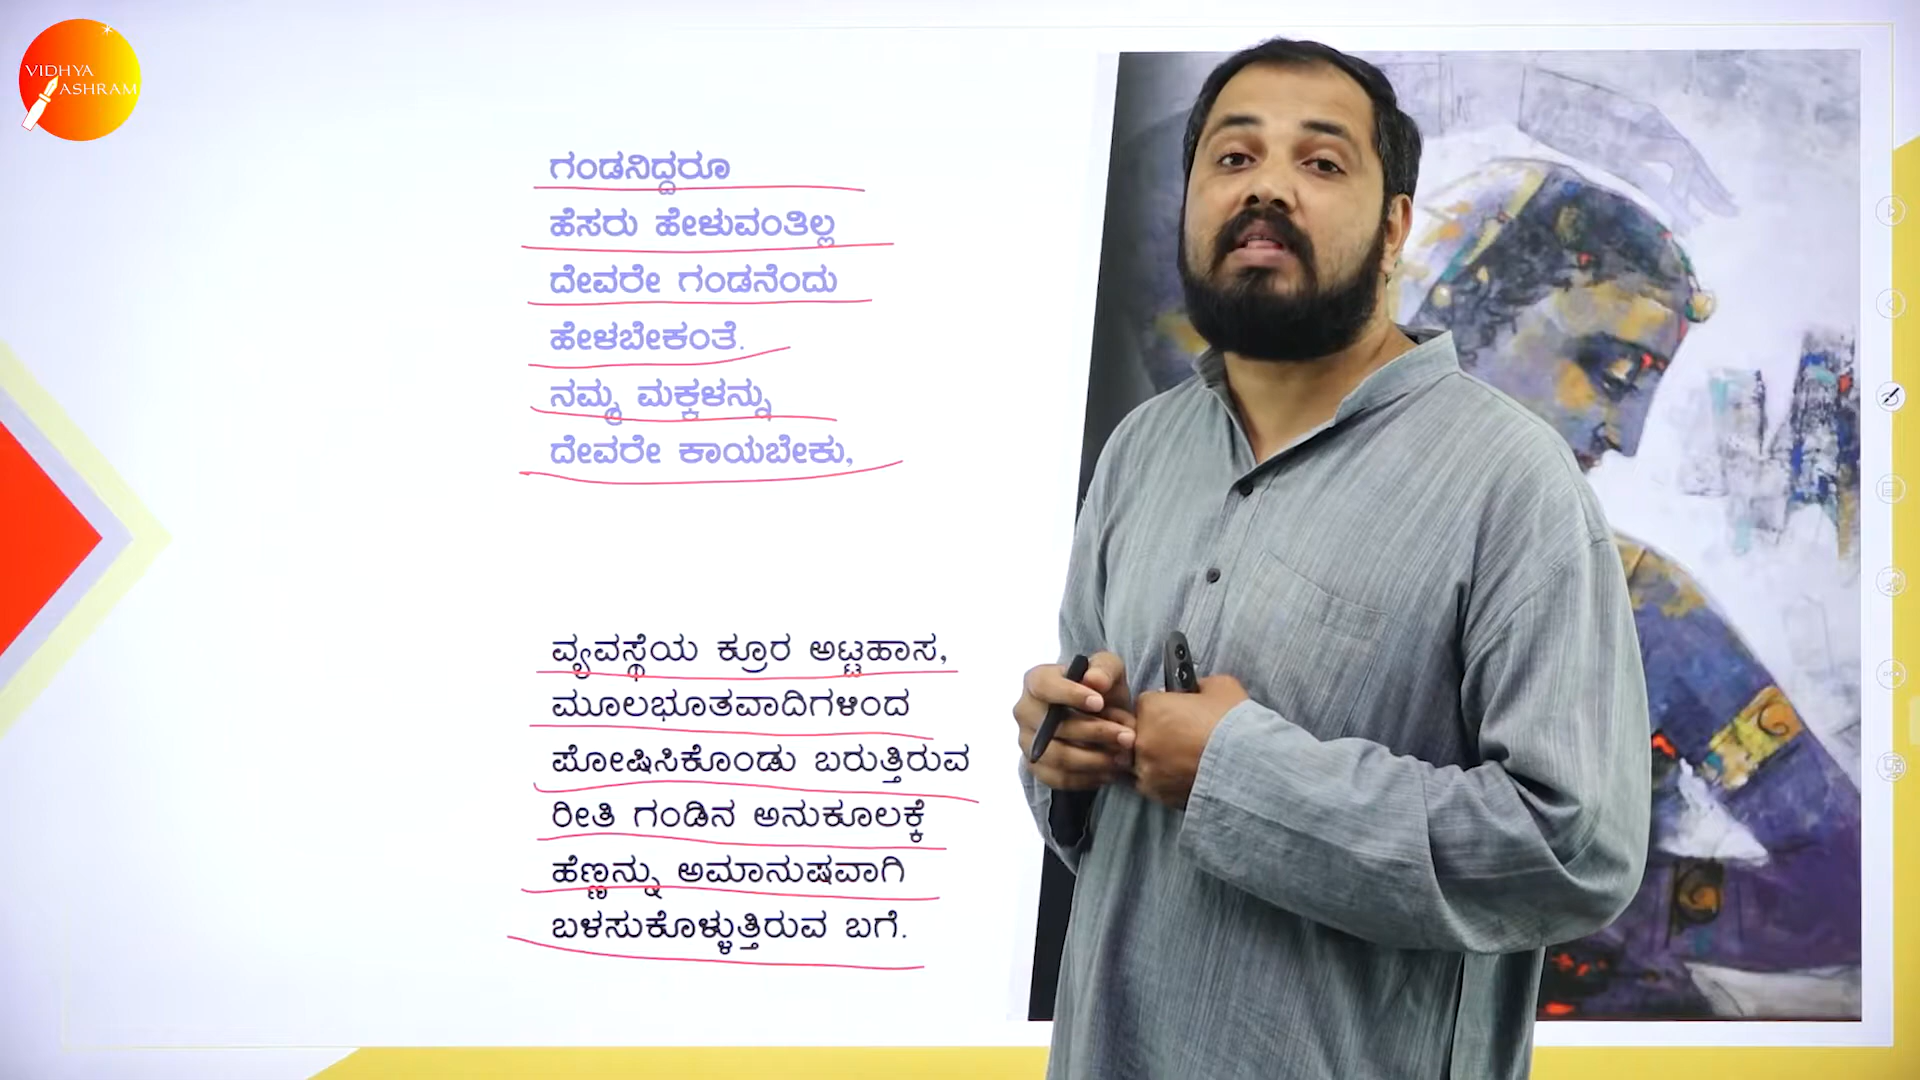 VIDHYA
ASHRAM
ಗಂಡನಿದ್ದರೂ
ಹೆಸರು ಹೇಳುವಂತಿಲ್ಲ
ದೇವರೇ ಗಂಡನೆಂದು
ಹೇಳಬೇಕಂತೆ.
ನಮ್ಮ ಮಕ್ಕಳನ್ನು
ದೇವರೇ ಕಾಯಬೇಕು,
ವ್ಯವಸ್ಥೆಯ ಕ್ರೂರ ಅಟ್ಟಹಾಸ,
ಮೂಲಭೂತವಾದಿಗಳಿಂದ
ಪೋಷಿಸಿಕೊಂಡು ಬರುತ್ತಿರುವ
ರೀತಿ ಗಂಡಿನ ಅನುಕೂಲಕ್ಕೆ
ಹೆಣ್ಣನ್ನು ಅಮಾನುಷವಾಗಿ
ಬಳಸುಕೊಳ್ಳುತ್ತಿರುವ ಬಗೆ.